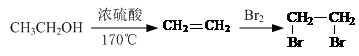 浓硫酸 Br₂ CH₂－CH₂
CH₃CH₂OH CH₂=CH₂
170℃ Br Br